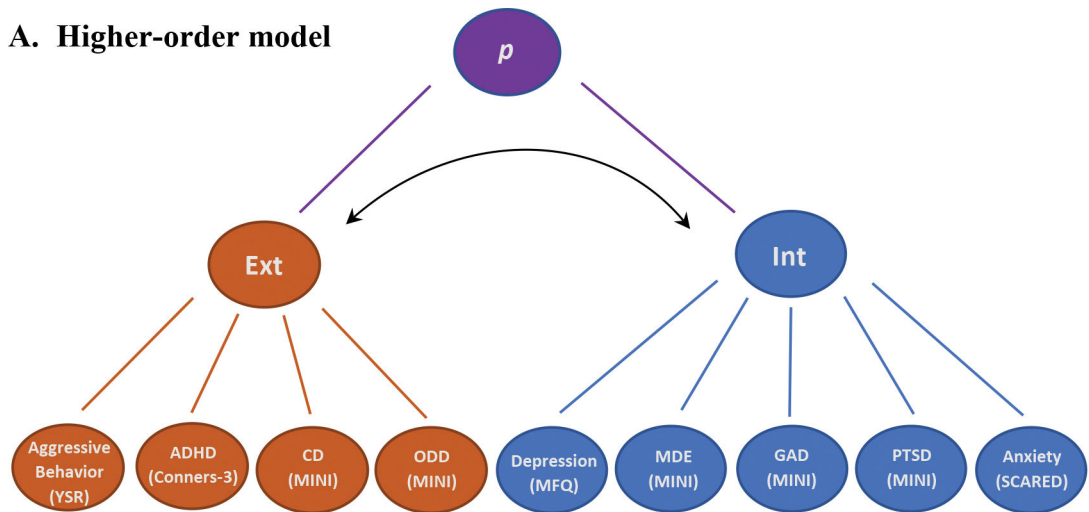 A. Higher-order model
p
Ext
Int
Aggressive
Behavior
(YSR)
ADHD
(Conners-3)
CD
(MINI)
ODD
(MINI)
Depression
(MFQ)
MDE
(MINI)
GAD
(MINI)
PTSD
(MINI)
Anxiety
(SCARED)